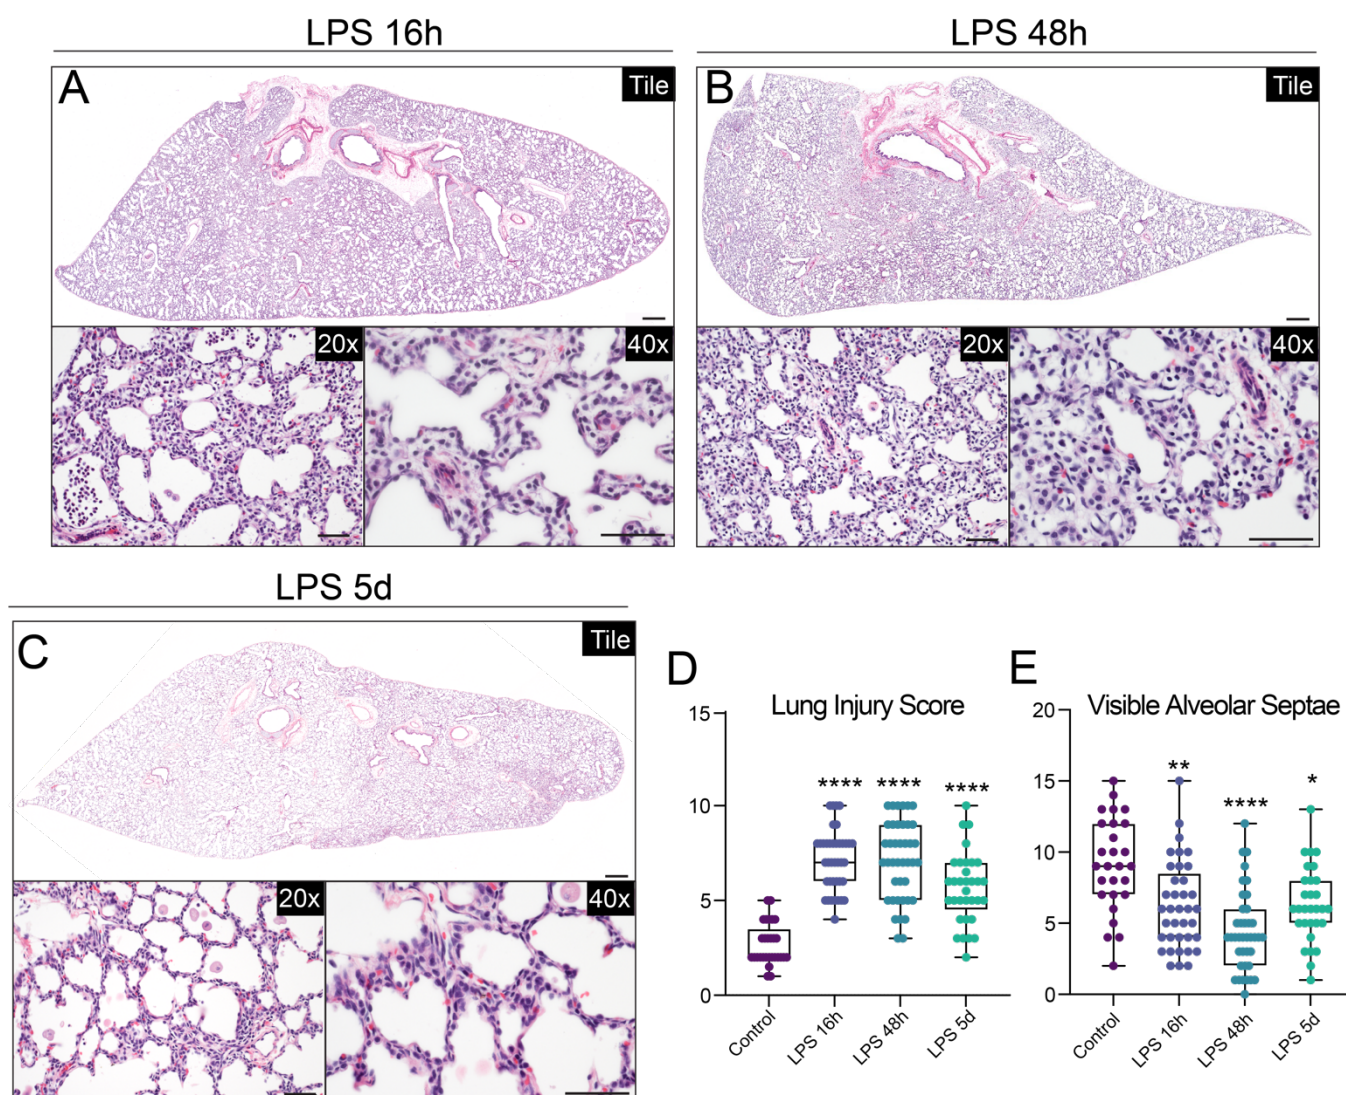 LPS 16h
LPS 48h
A
Tile
B
Tile
20x
40x
20x
40x
LPS 5d
C
Tile
20x
40x
D
Lung Injury Score
15
10
5
0
**** **** ****
Control
LPS 16h
LPS 48h
LPS 5d
E
Visible Alveolar Septae
20
15
10
5
0
** **** *
Control
LPS 16h
LPS 48h
LPS 5d